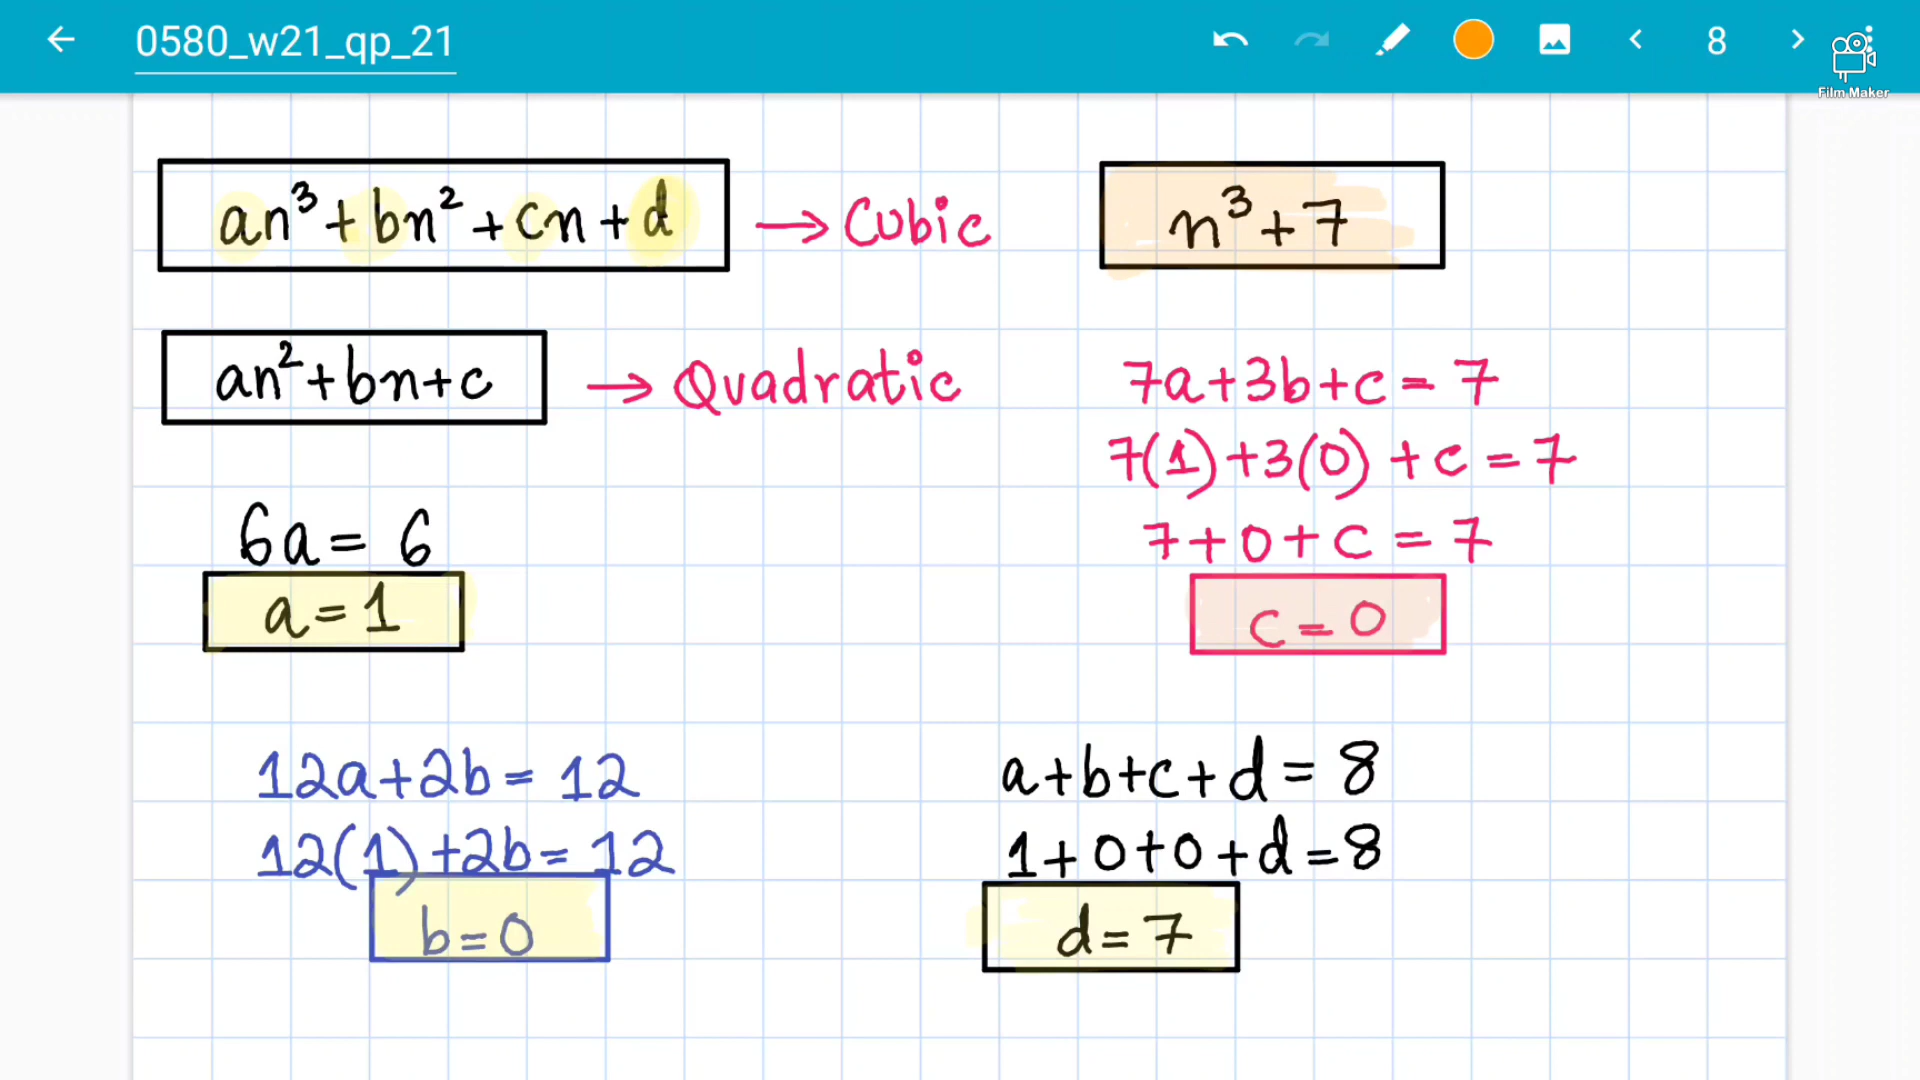 0580_w21_qp_21
8
Film Maker
an³+bn²+cn+d → Cubic
n³+7
an²+bn+c → Quadratic
7a+3b+c=7
7(1)+3(0)+c=7
7+0+c=7
c=0
6a=6
a=1
12a+2b=12
12(1)+2b=12
b=0
a+b+c+d=8
1+0+0+d=8
d=7